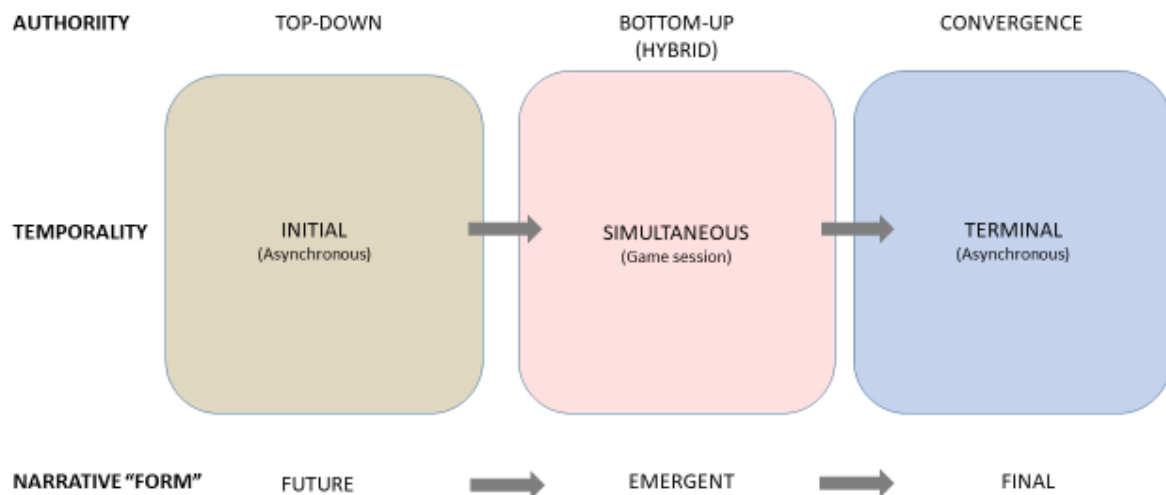 AUTHORIITY TOP-DOWN BOTTOM-UP CONVERGENCE
(HYBRID)
TEMPORALITY INITIAL SIMULTANEOUS TERMINAL
(Asynchronous) (Game session) (Asynchronous)
NARRATIVE “FORM” FUTURE EMERGENT FINAL